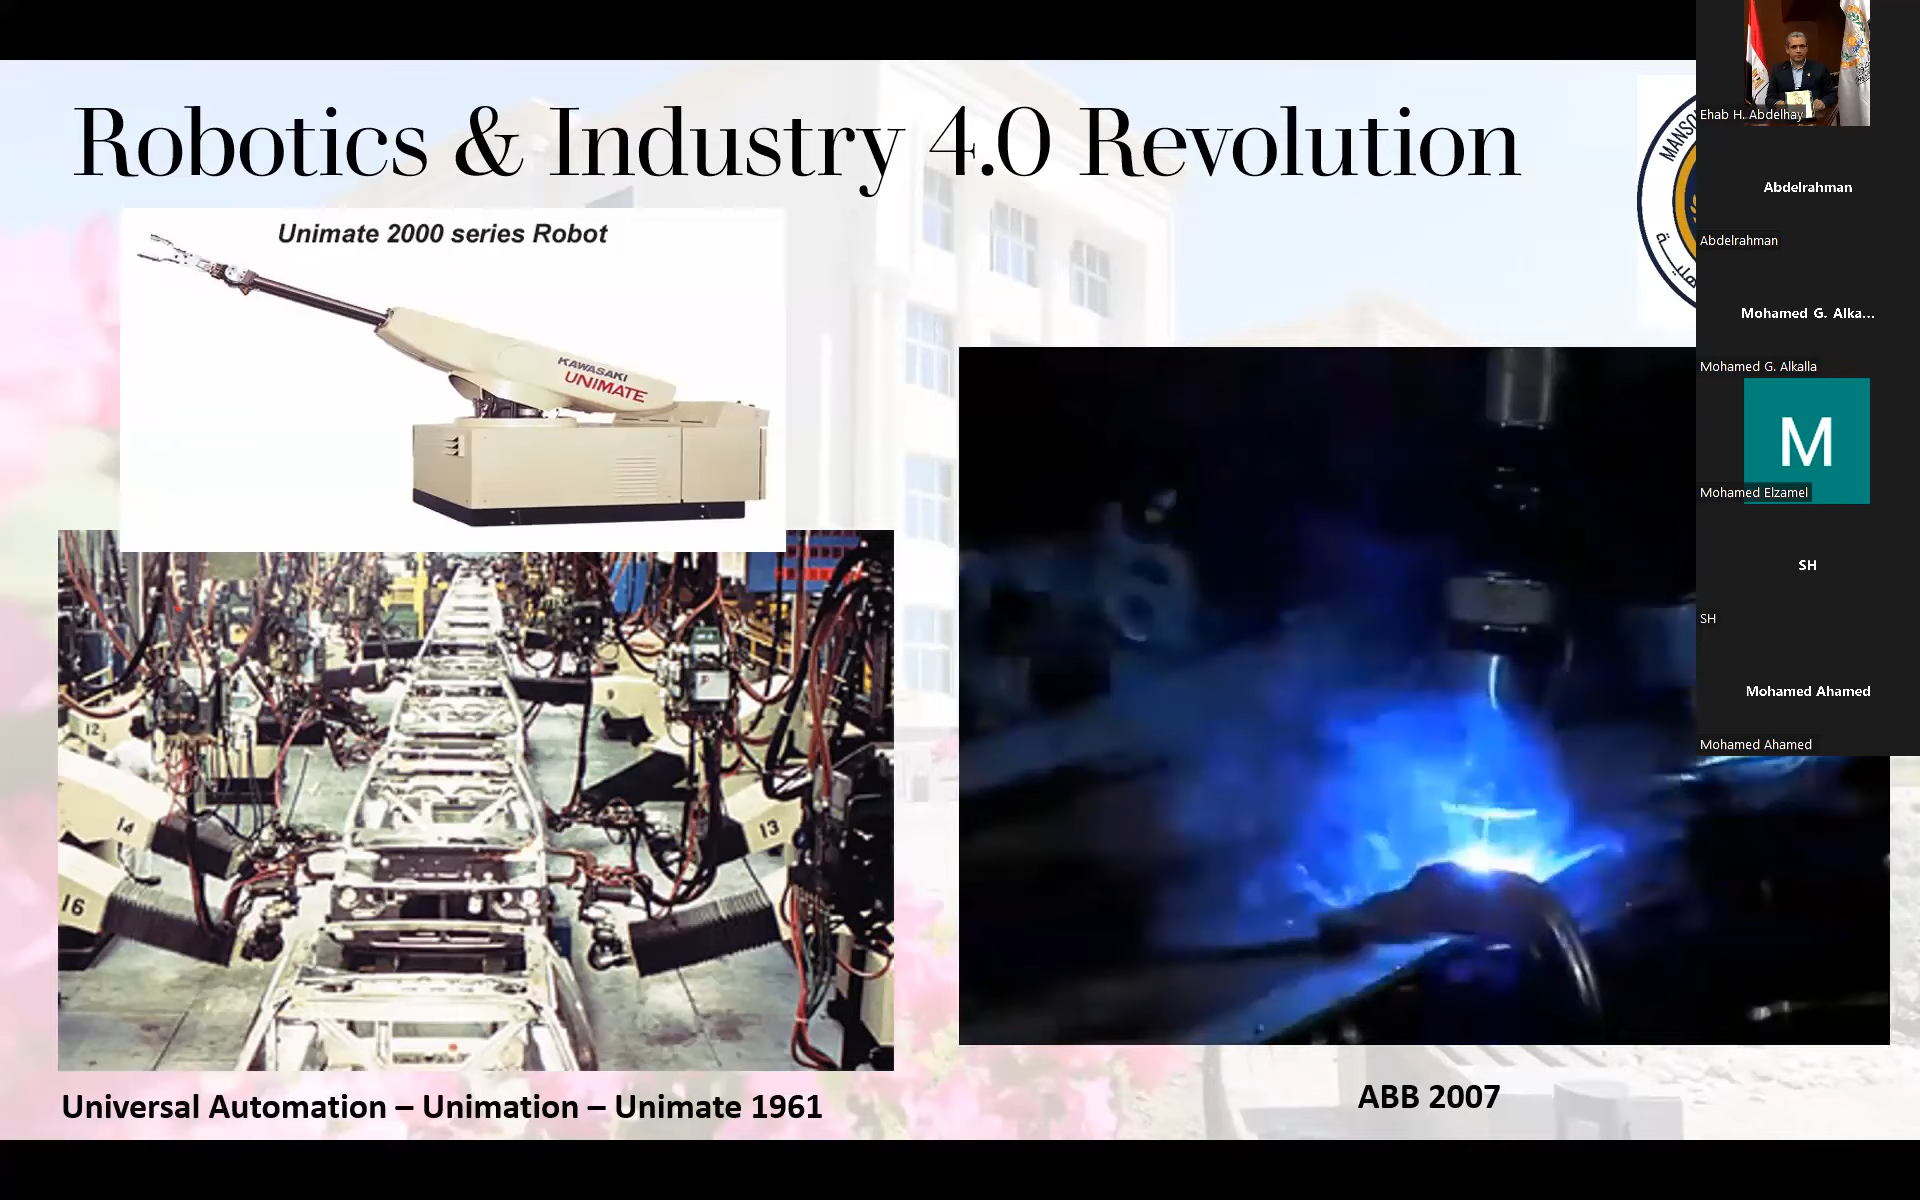 Robotics & Industry 4.0 Revolution
Unimate 2000 series Robot
KAWASAKI
UNIMATE
12
9
14
13
16
Universal Automation – Unimation – Unimate 1961
ABB 2007
Ehab H. Abdelhay
Abdelrahman
Abdelrahman
Mohamed G. Alka...
Mohamed G. Alkalla
M
Mohamed Elzamel
SH
SH
Mohamed Ahamed
Mohamed Ahamed